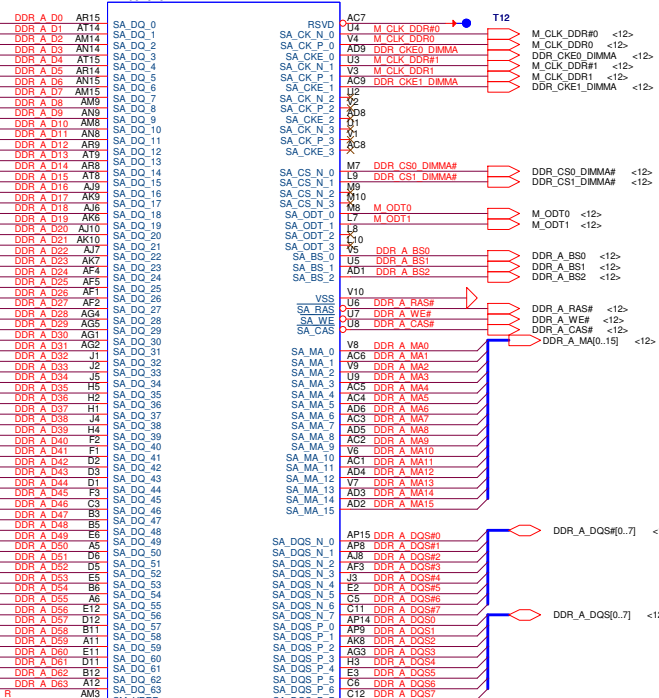 DDR_A_D0 AR15 SA_DQ_0
DDR_A_D1 AT14 SA_DQ_1
DDR_A_D2 AM14 SA_DQ_2
DDR_A_D3 AN14 SA_DQ_3
DDR_A_D4 AT15 SA_DQ_4
DDR_A_D5 AR14 SA_DQ_5
DDR_A_D6 AN15 SA_DQ_6
DDR_A_D7 AM15 SA_DQ_7
DDR_A_D8 AM9 SA_DQ_8
DDR_A_D9 AN9 SA_DQ_9
DDR_A_D10 AM8 SA_DQ_10
DDR_A_D11 AN8 SA_DQ_11
DDR_A_D12 AR9 SA_DQ_12
DDR_A_D13 AT9 SA_DQ_13
DDR_A_D14 AR8 SA_DQ_14
DDR_A_D15 AT8 SA_DQ_15
DDR_A_D16 AJ9 SA_DQ_16
DDR_A_D17 AK9 SA_DQ_17
DDR_A_D18 AJ6 SA_DQ_18
DDR_A_D19 AK6 SA_DQ_19
DDR_A_D20 AJ10 SA_DQ_20
DDR_A_D21 AK10 SA_DQ_21
DDR_A_D22 AJ7 SA_DQ_22
DDR_A_D23 AK7 SA_DQ_23
DDR_A_D24 AF4 SA_DQ_24
DDR_A_D25 AF5 SA_DQ_25
DDR_A_D26 AF1 SA_DQ_26
DDR_A_D27 AF2 SA_DQ_27
DDR_A_D28 AG4 SA_DQ_28
DDR_A_D29 AG5 SA_DQ_29
DDR_A_D30 AG1 SA_DQ_30
DDR_A_D31 AG2 SA_DQ_31
DDR_A_D32 J1 SA_DQ_32
DDR_A_D33 J2 SA_DQ_33
DDR_A_D34 J5 SA_DQ_34
DDR_A_D35 H5 SA_DQ_35
DDR_A_D36 H2 SA_DQ_36
DDR_A_D37 H1 SA_DQ_37
DDR_A_D38 J4 SA_DQ_38
DDR_A_D39 H4 SA_DQ_39
DDR_A_D40 F2 SA_DQ_40
DDR_A_D41 F1 SA_DQ_41
DDR_A_D42 D2 SA_DQ_42
DDR_A_D43 D3 SA_DQ_43
DDR_A_D44 D1 SA_DQ_44
DDR_A_D45 F3 SA_DQ_45
DDR_A_D46 C3 SA_DQ_46
DDR_A_D47 B3 SA_DQ_47
DDR_A_D48 B5 SA_DQ_48
DDR_A_D49 E6 SA_DQ_49
DDR_A_D50 A5 SA_DQ_50
DDR_A_D51 D6 SA_DQ_51
DDR_A_D52 D5 SA_DQ_52
DDR_A_D53 E5 SA_DQ_53
DDR_A_D54 B6 SA_DQ_54
DDR_A_D55 A6 SA_DQ_55
DDR_A_D56 E12 SA_DQ_56
DDR_A_D57 D12 SA_DQ_57
DDR_A_D58 B11 SA_DQ_58
DDR_A_D59 A11 SA_DQ_59
DDR_A_D60 E11 SA_DQ_60
DDR_A_D61 D11 SA_DQ_61
DDR_A_D62 B12 SA_DQ_62
DDR_A_D63 A12 SA_DQ_63
R AM3
RSVD AC7 T12
SA_CK_N_0 U4 M_CLK_DDR#0 M_CLK_DDR#0 <12>
SA_CK_P_0 V4 M_CLK_DDR0 M_CLK_DDR0 <12>
SA_CKE_0 AD9 DDR_CKE0_DIMMA DDR_CKE0_DIMMA <12>
SA_CK_N_1 U3 M_CLK_DDR#1 M_CLK_DDR#1 <12>
SA_CK_P_1 V3 M_CLK_DDR1 M_CLK_DDR1 <12>
SA_CKE_1 AC9 DDR_CKE1_DIMMA DDR_CKE1_DIMMA <12>
SA_CK_N_2 U2
SA_CK_P_2 V2
SA_CKE_2 AD8
SA_CK_N_3 U1
SA_CK_P_3 V1
SA_CKE_3 AC8
SA_CS_N_0 M7 DDR_CS0_DIMMA# DDR_CS0_DIMMA# <12>
SA_CS_N_1 L9 DDR_CS1_DIMMA# DDR_CS1_DIMMA# <12>
SA_CS_N_2 M9
SA_CS_N_3 M10
SA_ODT_0 M8 M_ODT0 M_ODT0 <12>
SA_ODT_1 L7 M_ODT1 M_ODT1 <12>
SA_ODT_2 L8
SA_ODT_3 L10
SA_BS_0 V5 DDR_A_BS0 DDR_A_BS0 <12>
SA_BS_1 U5 DDR_A_BS1 DDR_A_BS1 <12>
SA_BS_2 AD1 DDR_A_BS2 DDR_A_BS2 <12>
VSS V10
SA_RAS U6 DDR_A_RAS# DDR_A_RAS# <12>
SA_WE U7 DDR_A_WE# DDR_A_WE# <12>
SA_CAS U8 DDR_A_CAS# DDR_A_CAS# <12>
DDR_A_MA[0..15] <12>
SA_MA_0 V8 DDR_A_MA0
SA_MA_1 AC6 DDR_A_MA1
SA_MA_2 V9 DDR_A_MA2
SA_MA_3 U9 DDR_A_MA3
SA_MA_4 AC5 DDR_A_MA4
SA_MA_5 AC4 DDR_A_MA5
SA_MA_6 AD6 DDR_A_MA6
SA_MA_7 AC3 DDR_A_MA7
SA_MA_8 AD5 DDR_A_MA8
SA_MA_9 AC2 DDR_A_MA9
SA_MA_10 V6 DDR_A_MA10
SA_MA_11 AC1 DDR_A_MA11
SA_MA_12 AD4 DDR_A_MA12
SA_MA_13 V7 DDR_A_MA13
SA_MA_14 AD3 DDR_A_MA14
SA_MA_15 AD2 DDR_A_MA15
DDR_A_DQS#[0..7] <
SA_DQS_N_0 AP15 DDR_A_DQS#0
SA_DQS_N_1 AP8 DDR_A_DQS#1
SA_DQS_N_2 AJ8 DDR_A_DQS#2
SA_DQS_N_3 AF3 DDR_A_DQS#3
SA_DQS_N_4 J3 DDR_A_DQS#4
SA_DQS_N_5 E2 DDR_A_DQS#5
SA_DQS_N_6 C5 DDR_A_DQS#6
SA_DQS_N_7 C11 DDR_A_DQS#7
DDR_A_DQS[0..7] <12
SA_DQS_P_0 AP14 DDR_A_DQS0
SA_DQS_P_1 AP9 DDR_A_DQS1
SA_DQS_P_2 AK8 DDR_A_DQS2
SA_DQS_P_3 AG3 DDR_A_DQS3
SA_DQS_P_4 H3 DDR_A_DQS4
SA_DQS_P_5 E3 DDR_A_DQS5
SA_DQS_P_6 C6 DDR_A_DQS6
C12 DDR_A_DQS7